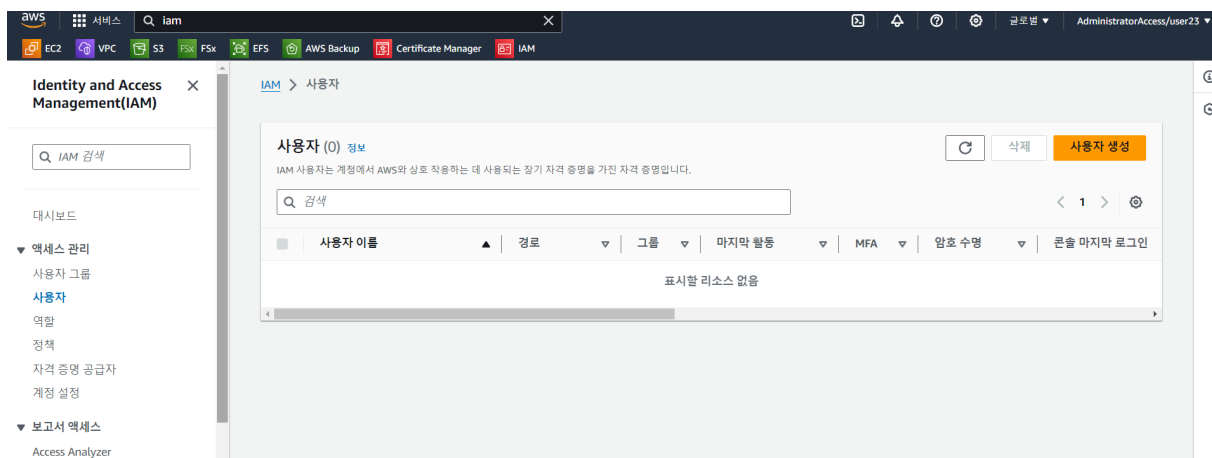 aws 서비스 iam 글로벌 AdministratorAccess/user23
EC2 VPC S3 FSx FSx EFS AWS Backup Certificate Manager IAM
Identity and Access
Management(IAM)
IAM 검색
대시보드
액세스 관리
사용자 그룹
사용자
역할
정책
자격 증명 공급자
계정 설정
보고서 액세스
Access Analyzer
IAM > 사용자
사용자 (0) 정보
삭제 사용자 생성
IAM 사용자는 계정에서 AWS와 상호 작용하는 데 사용되는 장기 자격 증명을 가진 자격 증명입니다.
검색
1
사용자 이름 경로 그룹 마지막 활동 MFA 암호 수명 콘솔 마지막 로그인
표시할 리소스 없음